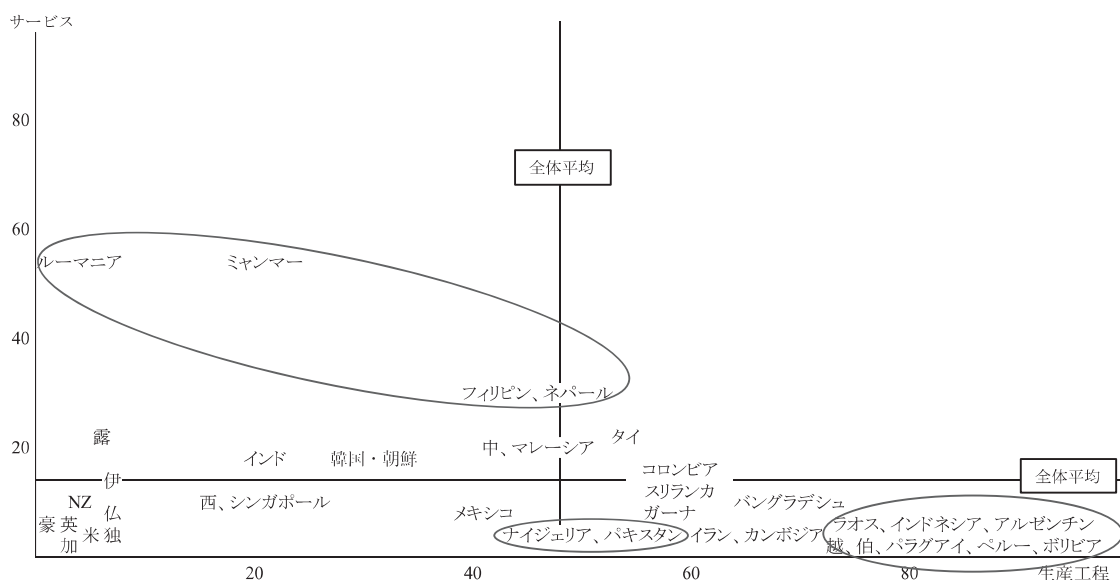 サービス
80
全体平均
60
ルーマニア
ミャンマー
40
フィリピン、ネパール
露
20
インド
韓国・朝鮮
中、マレーシア
タイ
コロンビア
全体平均
伊
スリランカ
NZ
西、シンガポール
バングラデシュ
仏
メキシコ
ガーナ
豪
英
米
独
ナイジェリア、パキスタン
イラン、カンボジア
ラオス、インドネシア、アルゼンチン
加
越、伯、パラグアイ、ペルー、ボリビア
20
40
60
80
生産工程